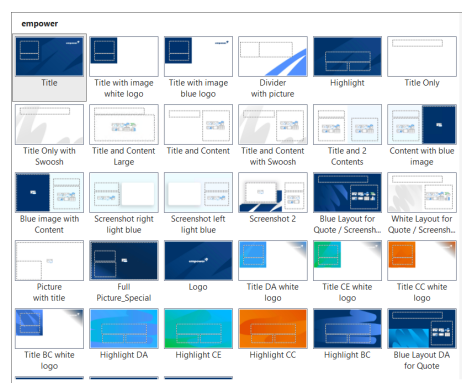 empower
empower
empower
empower
Title
Title with image
white logo
Title with image
blue logo
Divider
with picture
Highlight
Title Only
Title Only with
Swoosh
Title and Content
Large
Title and Content
Title and Content
with Swoosh
Title and 2
Contents
Content with blue
image
Blue image with
Content
Screenshot right
light blue
Screenshot left
light blue
Screenshot 2
Blue Layout for
Quote / Screensh...
White Layout for
Quote / Screensh...
empower
Picture
with title
Full
Picture_Special
Logo
Title DA white
logo
Title CE white
logo
Title CC white
logo
Title BC white
logo
Highlight DA
Highlight CE
Highlight CC
Highlight BC
Blue Layout DA
for Quote